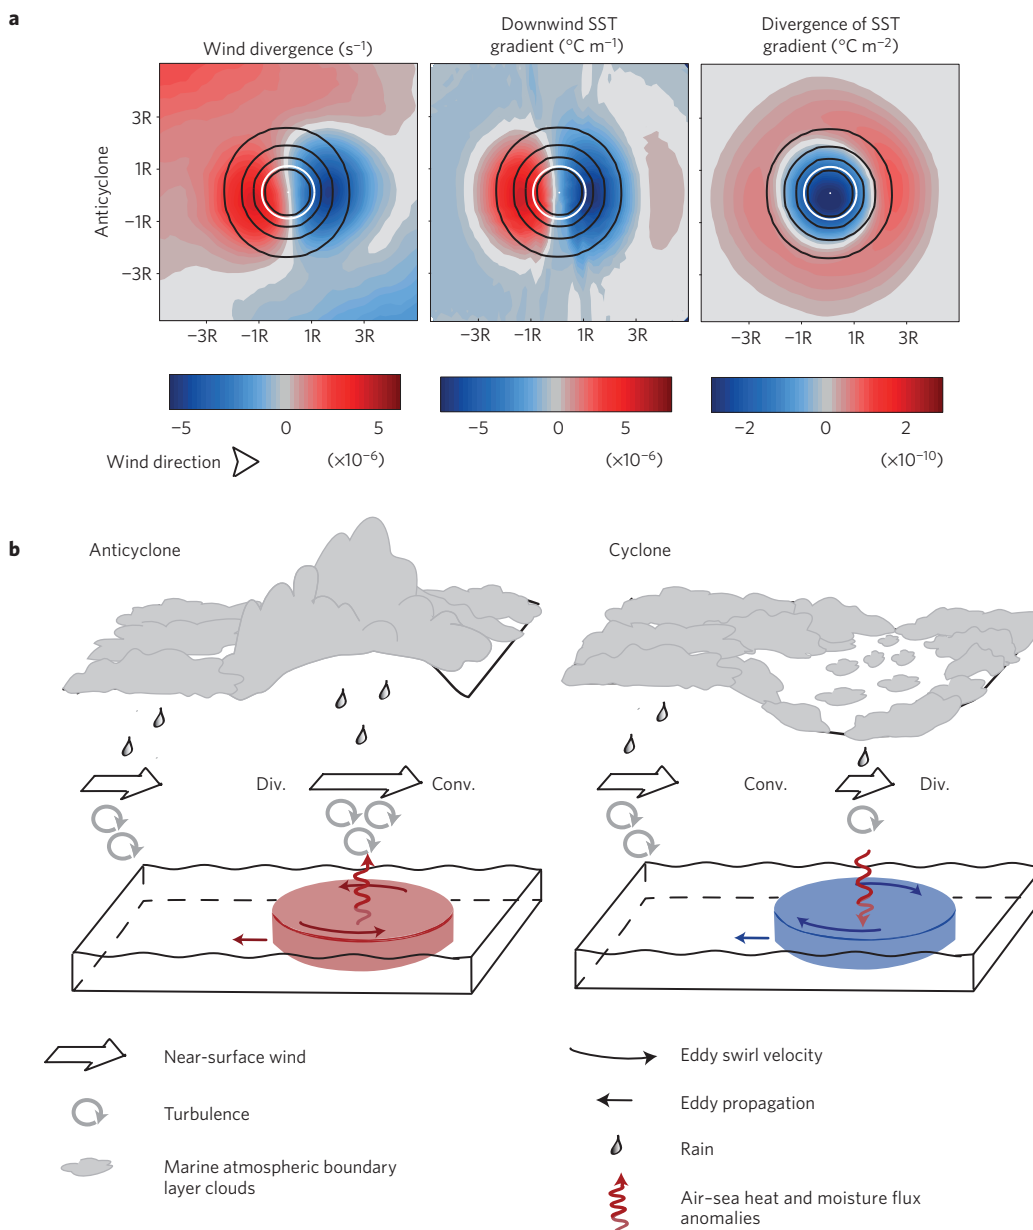 a
Wind divergence (s⁻¹)
Downwind SST
gradient (°C m⁻¹)
Divergence of SST
gradient (°C m⁻²)
Anticyclone
3R
1R
−1R
−3R
−3R −1R 1R 3R
−3R −1R 1R 3R
−3R −1R 1R 3R
−5 0 5
−5 0 5
−2 0 2
Wind direction
(×10⁻⁶)
(×10⁻⁶)
(×10⁻¹⁰)
b
Anticyclone
Cyclone
Div.
Conv.
Conv.
Div.
Near-surface wind
Turbulence
Marine atmospheric boundary
layer clouds
Eddy swirl velocity
Eddy propagation
Rain
Air–sea heat and moisture flux
anomalies